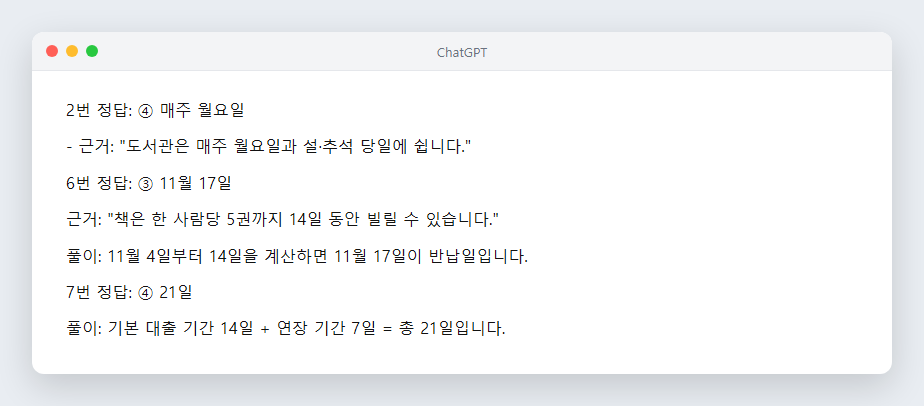 ChatGPT
2번 정답: ④ 매주 월요일
- 근거: "도서관은 매주 월요일과 설·추석 당일에 쉽니다."
6번 정답: ③ 11월 17일
근거: "책은 한 사람당 5권까지 14일 동안 빌릴 수 있습니다."
풀이: 11월 4일부터 14일을 계산하면 11월 17일이 반납일입니다.
7번 정답: ④ 21일
풀이: 기본 대출 기간 14일 + 연장 기간 7일 = 총 21일입니다.